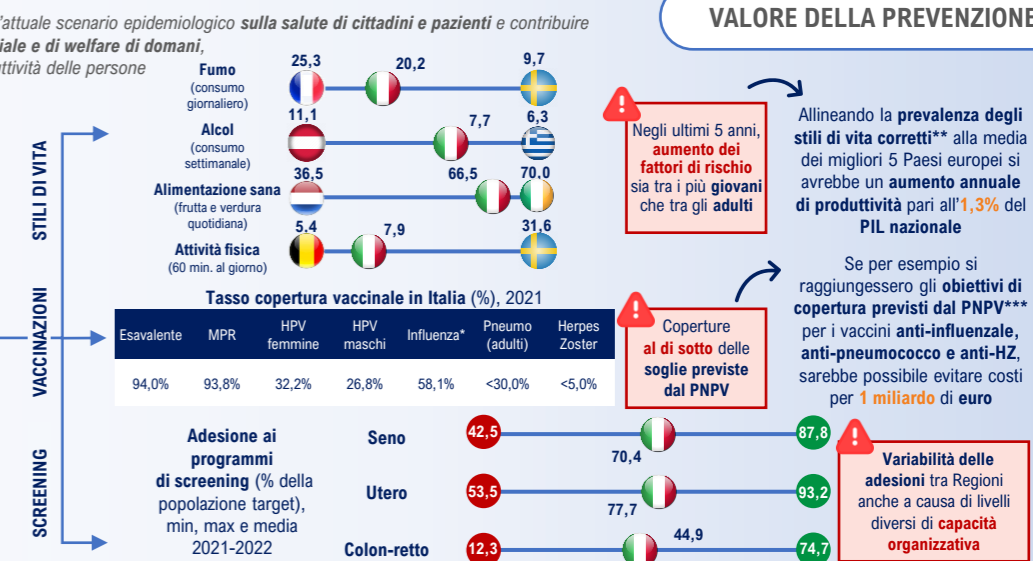 'attuale scenario epidemiologico sulla salute di cittadini e pazienti e contribuire
iale e di welfare di domani,
ttività delle persone
VALORE DELLA PREVENZIONE
STILI DI VITA
Fumo
(consumo
giornaliero)
25,3
20,2
9,7
Alcol
(consumo
settimanale)
11,1
7,7
6,3
Alimentazione sana
(frutta e verdura
quotidiana)
36,5
66,5
70,0
Attività fisica
(60 min. al giorno)
5,4
7,9
31,6
Negli ultimi 5 anni,
aumento dei
fattori di rischio
sia tra i più giovani
che tra gli adulti
Allineando la prevalenza degli
stili di vita corretti** alla media
dei migliori 5 Paesi europei si
avrebbe un aumento annuale
di produttività pari all'1,3% del
PIL nazionale
VACCINAZIONI
Tasso copertura vaccinale in Italia (%), 2021
Esavalente
MPR
HPV
femmine
HPV
maschi
Influenza*
Pneumo
(adulti)
Herpes
Zoster
94,0%
93,8%
32,2%
26,8%
58,1%
<30,0%
<5,0%
Coperture
al di sotto delle
soglie previste
dal PNPV
Se per esempio si
raggiungessero gli obiettivi di
copertura previsti dal PNPV***
per i vaccini anti-influenzale,
anti-pneumococco e anti-HZ,
sarebbe possibile evitare costi
per 1 miliardo di euro
SCREENING
Adesione ai
programmi
di screening (% della
popolazione target),
min, max e media
2021-2022
Seno
42,5
70,4
87,8
Utero
53,5
77,7
93,2
Colon-retto
12,3
44,9
74,7
Variabilità delle
adesioni tra Regioni
anche a causa di livelli
diversi di capacità
organizzativa